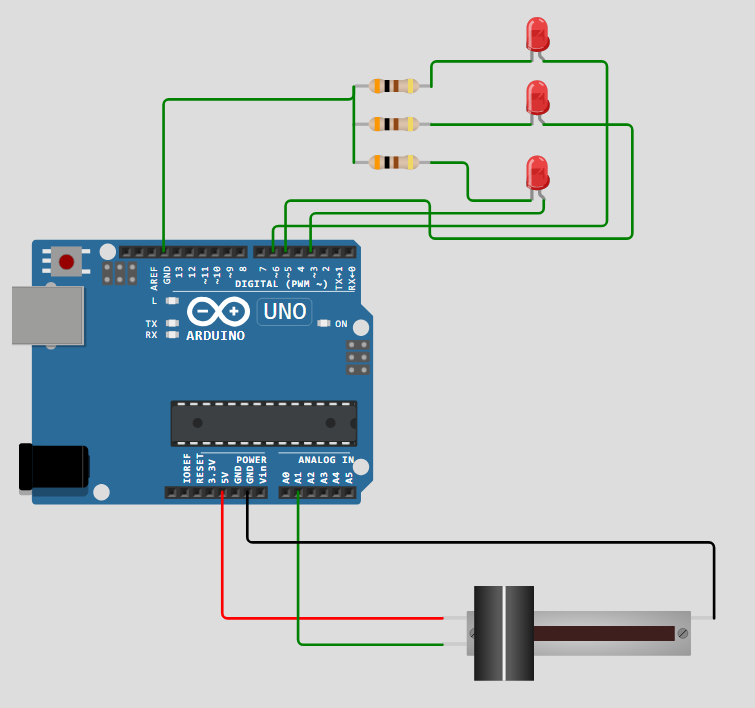 AREF
GND
13
12
~11
~10
~9
8
7
~6
~5
4
~3
2
TX→1
RX←0
DIGITAL (PWM ~)
L
TX
RX
UNO
ON
ARDUINO
POWER
ANALOG IN
IOREF
RESET
3.3V
5V
GND
GND
Vin
A0
A1
A2
A3
A4
A5